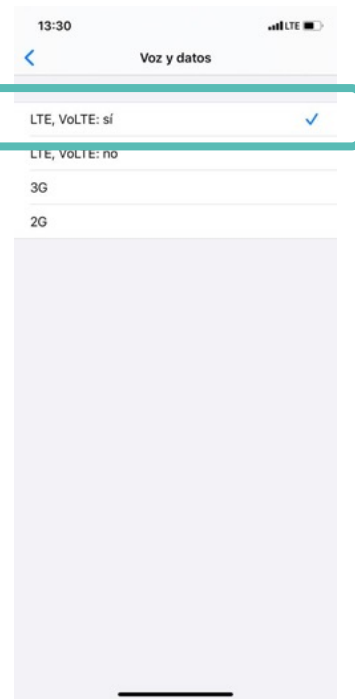 13:30
LTE
Voz y datos
LTE, VoLTE: sí
LTE, VoLTE: no
3G
2G